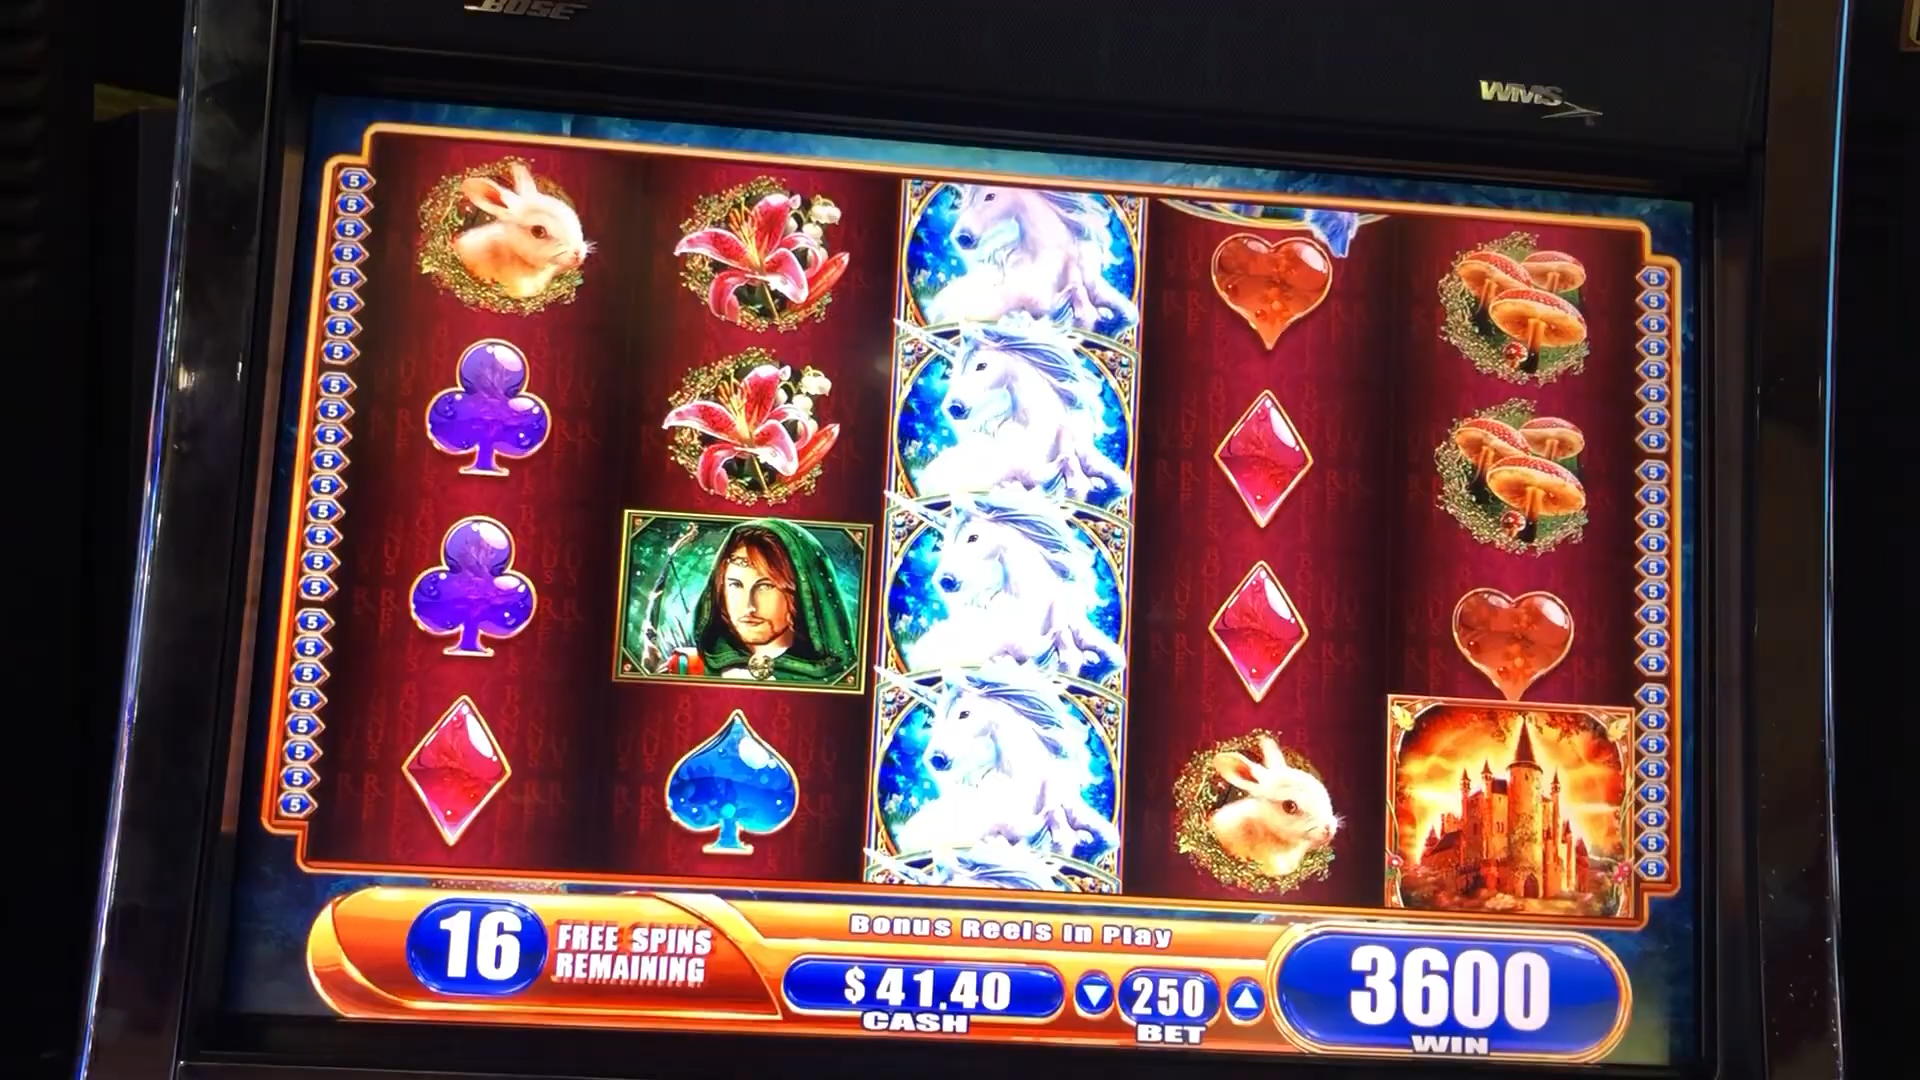 BOSE
WMS
16
FREE SPINS
REMAINING
Bonus Reels In Play
$41.40
CASH
250
BET
3600
WIN